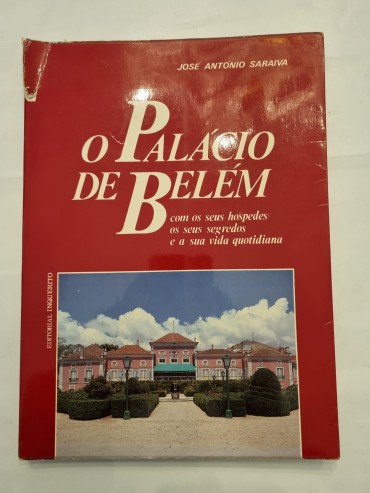 JOSÉ ANTÓNIO SARAIVA
O PALÁCIO
DE BELÉM
com os seus hóspedes
os seus segredos
e a sua vida quotidiana
EDITORIAL INQUÉRITO